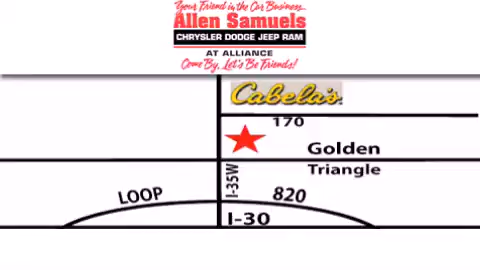 Your Friend in the Car Business...
Allen Samuels
CHRYSLER DODGE JEEP RAM
AT ALLIANCE
Come By, Let's Be Friends!
Cabela's
170
Golden
Triangle
I-35W
LOOP 820
I-30